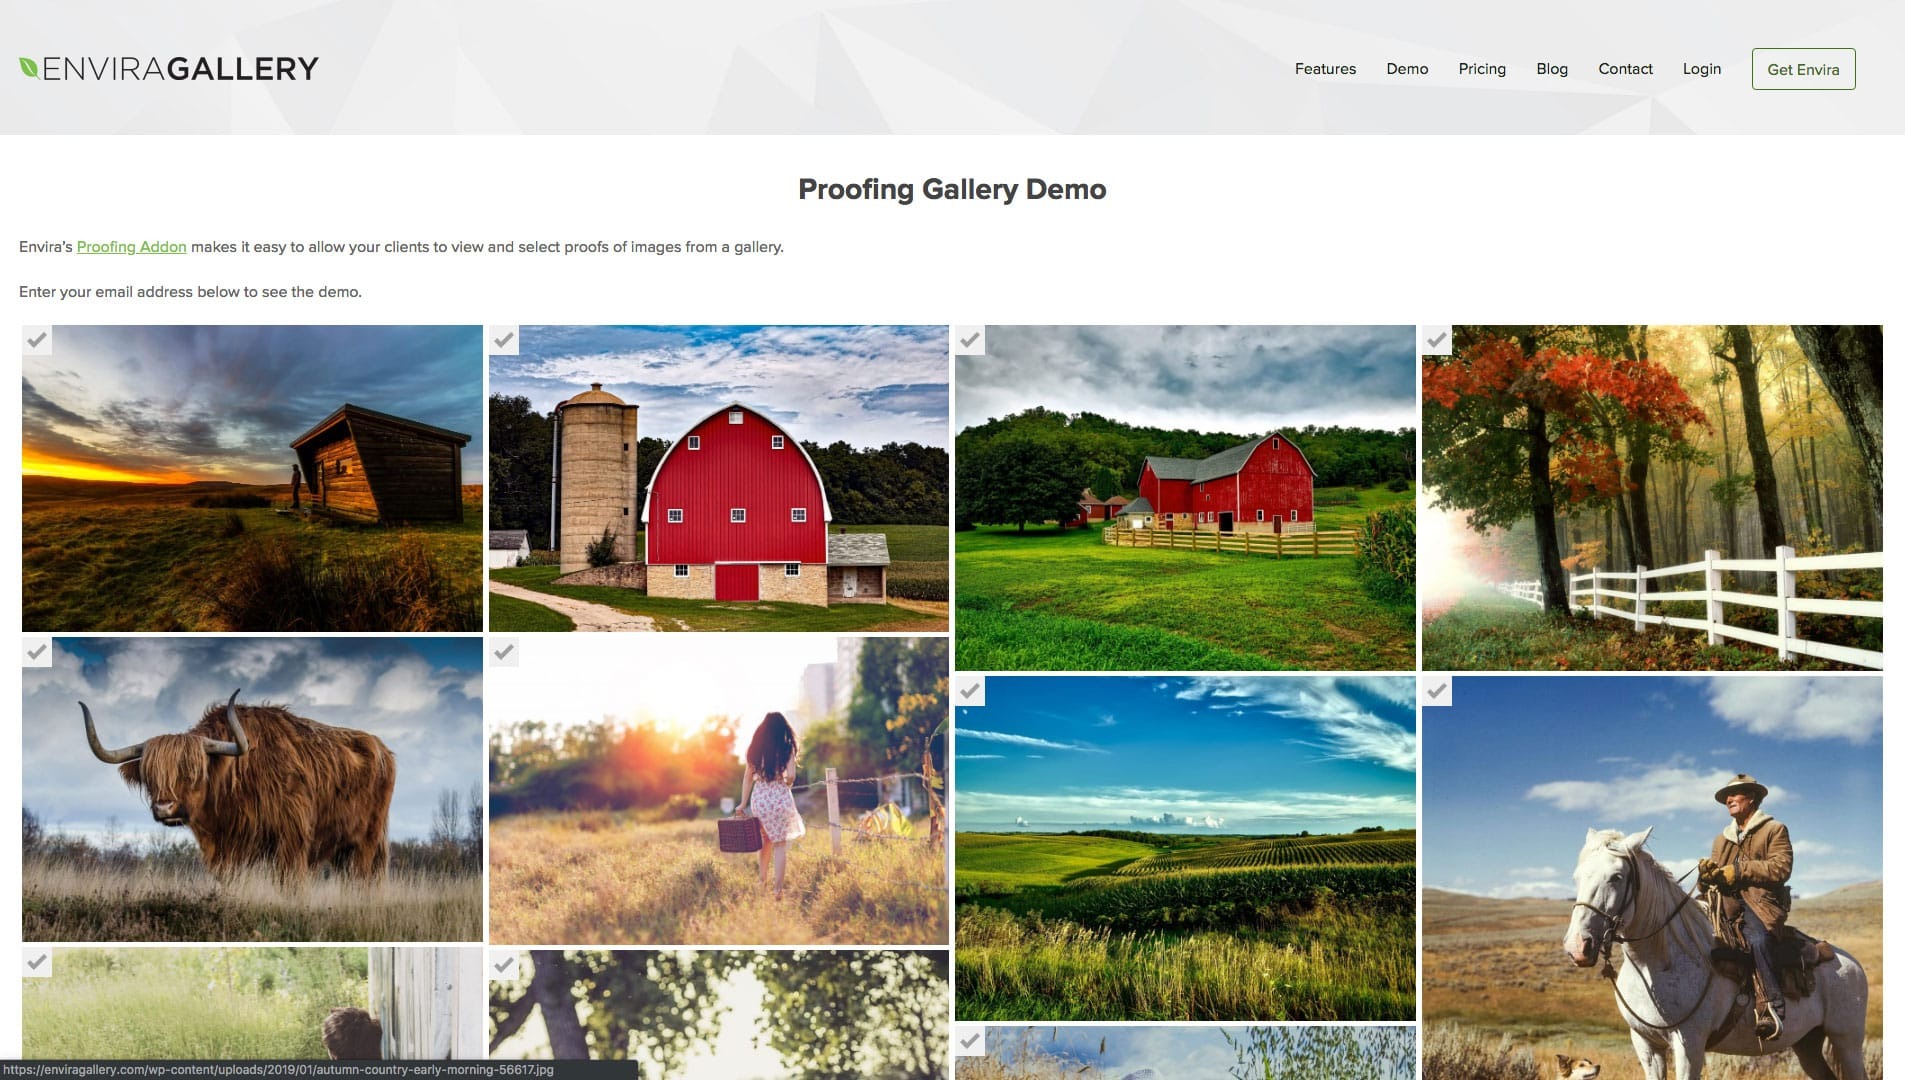 ENVIRAGALLERY
Features Demo Pricing Blog Contact Login Get Envira
Proofing Gallery Demo
Envira’s Proofing Addon makes it easy to allow your clients to view and select proofs of images from a gallery.
Enter your email address below to see the demo.
https://enviragallery.com/wp-content/uploads/2019/01/autumn-country-early-morning-56617.jpg